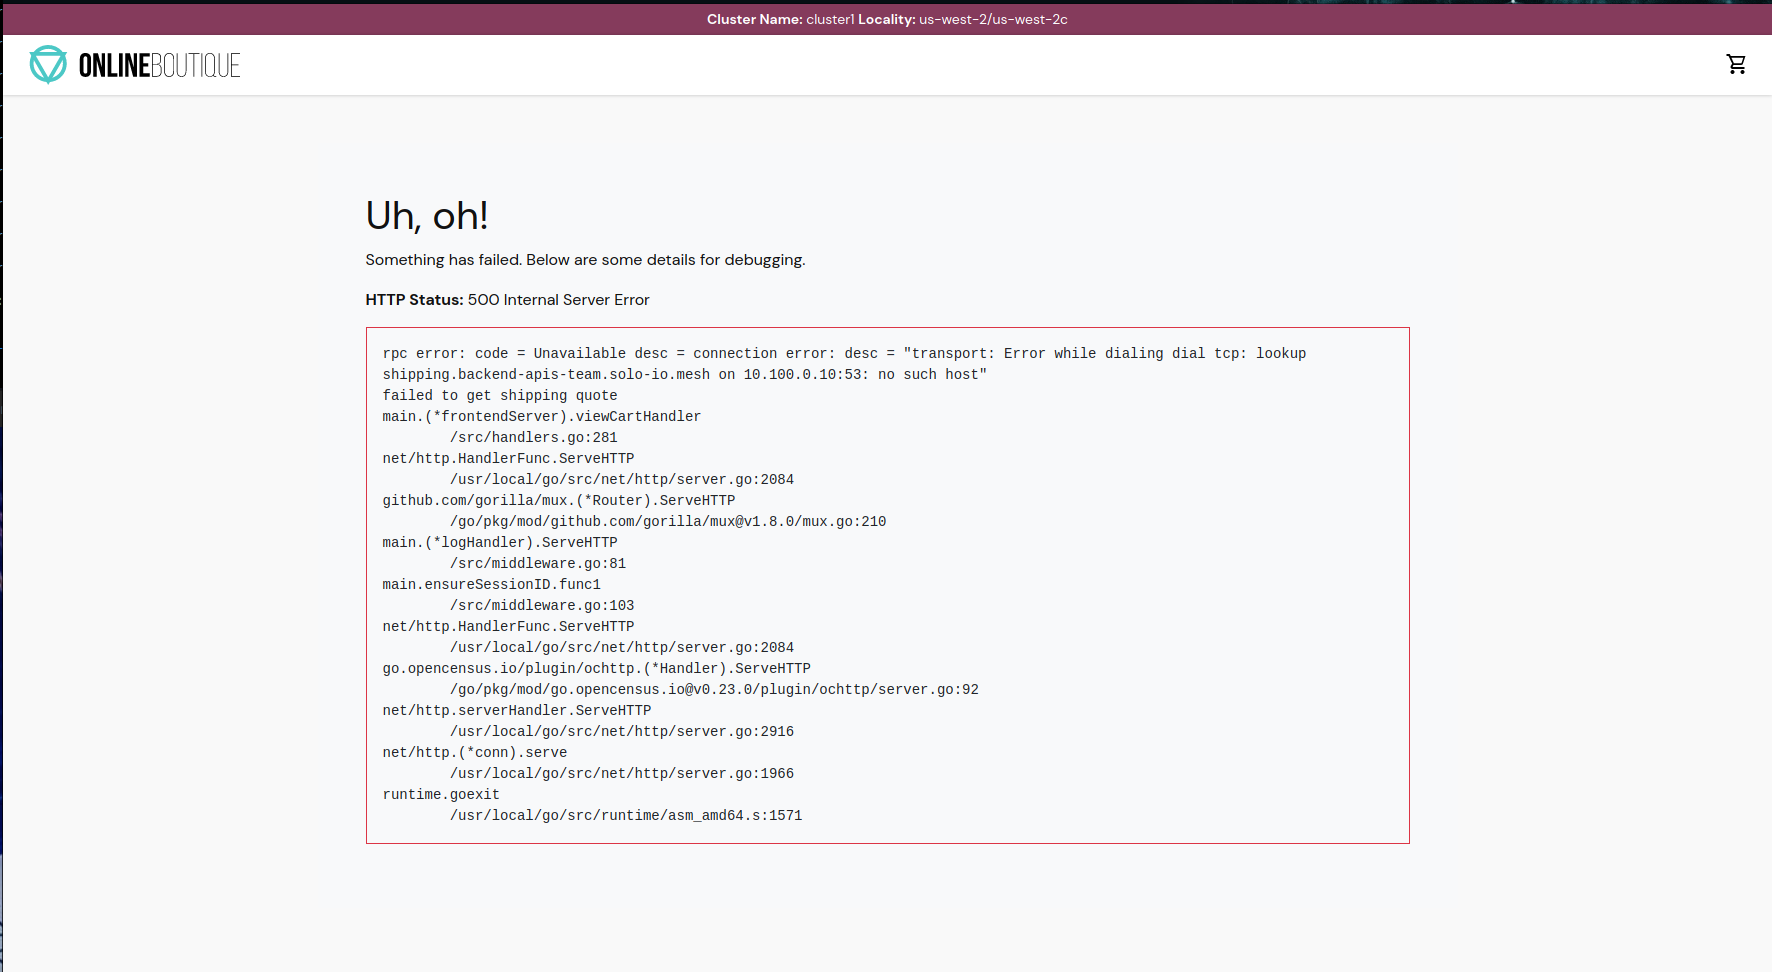 Cluster Name: cluster1 Locality: us-west-2/us-west-2c
ONLINEBOUTIQUE
Uh, oh!
Something has failed. Below are some details for debugging.
HTTP Status: 500 Internal Server Error
rpc error: code = Unavailable desc = connection error: desc = "transport: Error while dialing dial tcp: lookup
shipping.backend-apis-team.solo-io.mesh on 10.100.0.10:53: no such host"
failed to get shipping quote
main.(*frontendServer).viewCartHandler
	/src/handlers.go:281
net/http.HandlerFunc.ServeHTTP
	/usr/local/go/src/net/http/server.go:2084
github.com/gorilla/mux.(*Router).ServeHTTP
	/go/pkg/mod/github.com/gorilla/mux@v1.8.0/mux.go:210
main.(*logHandler).ServeHTTP
	/src/middleware.go:81
main.ensureSessionID.func1
	/src/middleware.go:103
net/http.HandlerFunc.ServeHTTP
	/usr/local/go/src/net/http/server.go:2084
go.opencensus.io/plugin/ochttp.(*Handler).ServeHTTP
	/go/pkg/mod/go.opencensus.io@v0.23.0/plugin/ochttp/server.go:92
net/http.serverHandler.ServeHTTP
	/usr/local/go/src/net/http/server.go:2916
net/http.(*conn).serve
	/usr/local/go/src/net/http/server.go:1966
runtime.goexit
	/usr/local/go/src/runtime/asm_amd64.s:1571